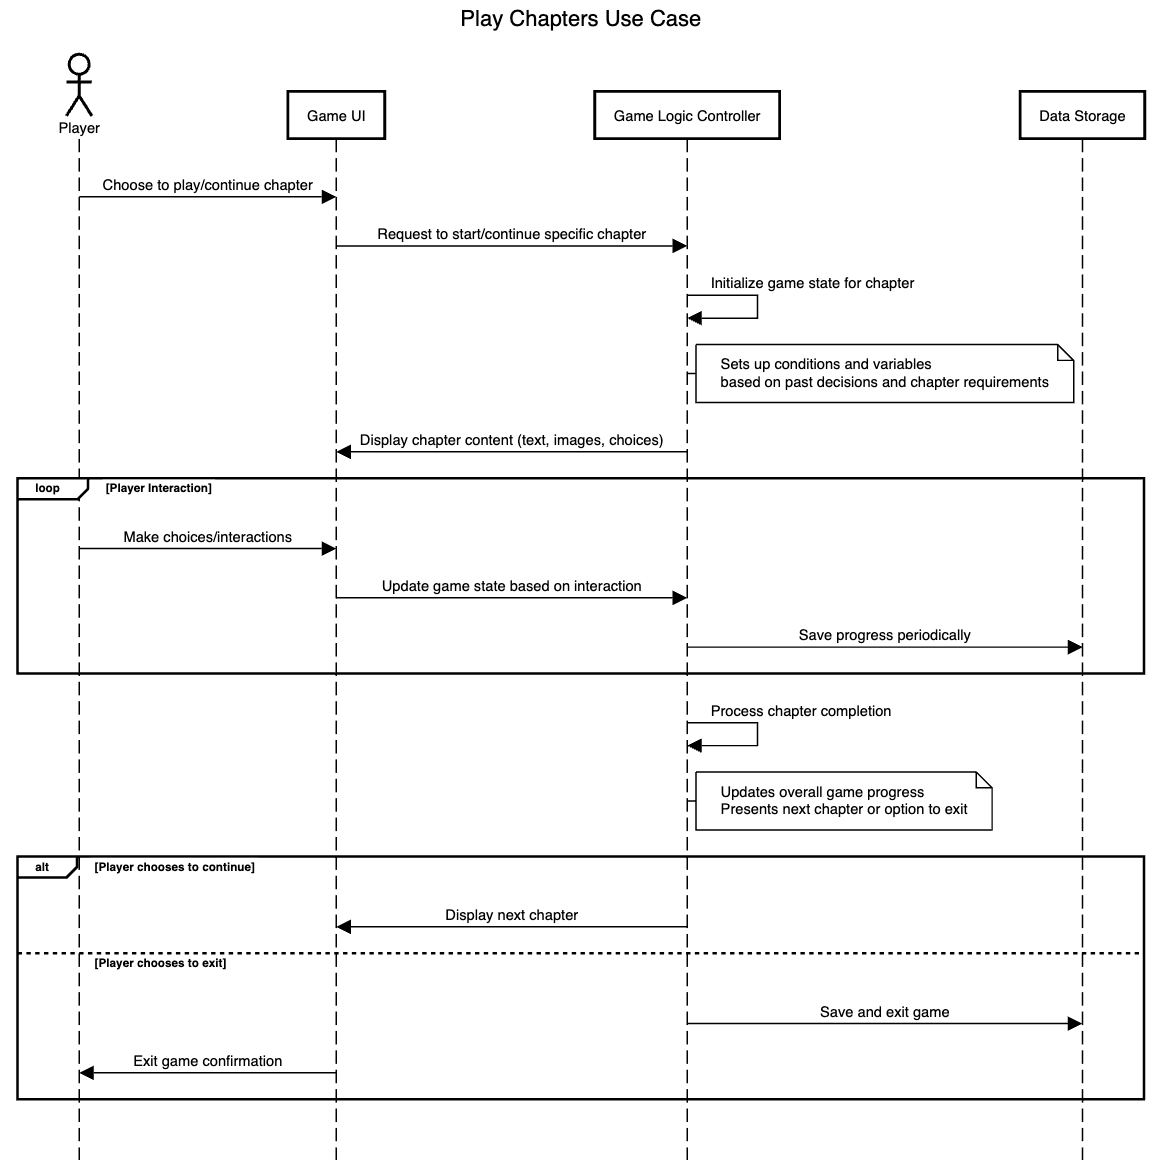 Play Chapters Use Case
Player
Game UI
Game Logic Controller
Data Storage
Choose to play/continue chapter
Request to start/continue specific chapter
Initialize game state for chapter
Sets up conditions and variables
based on past decisions and chapter requirements
Display chapter content (text, images, choices)
loop
[Player Interaction]
Make choices/interactions
Update game state based on interaction
Save progress periodically
Process chapter completion
Updates overall game progress
Presents next chapter or option to exit
alt
[Player chooses to continue]
Display next chapter
[Player chooses to exit]
Save and exit game
Exit game confirmation